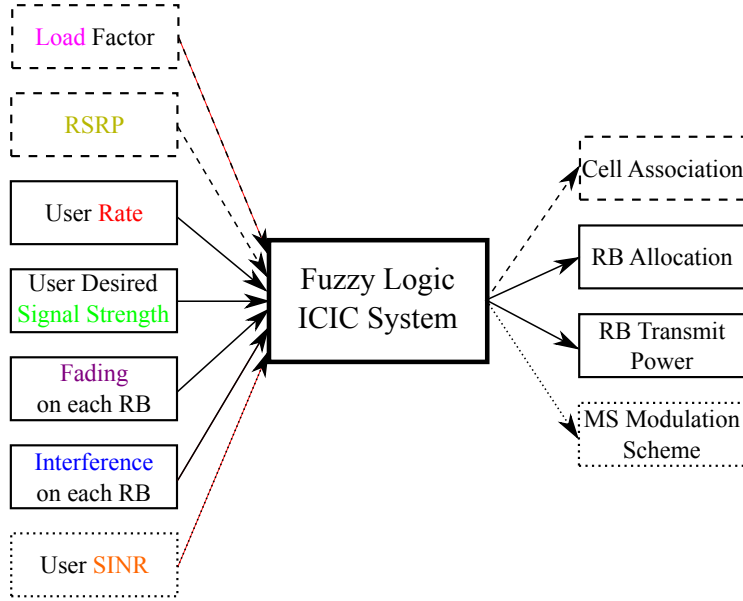 Load Factor
RSRP
User Rate
User Desired
Signal Strength
Fading
on each RB
Interference
on each RB
User SINR
Fuzzy Logic
ICIC System
Cell Association
RB Allocation
RB Transmit
Power
MS Modulation
Scheme